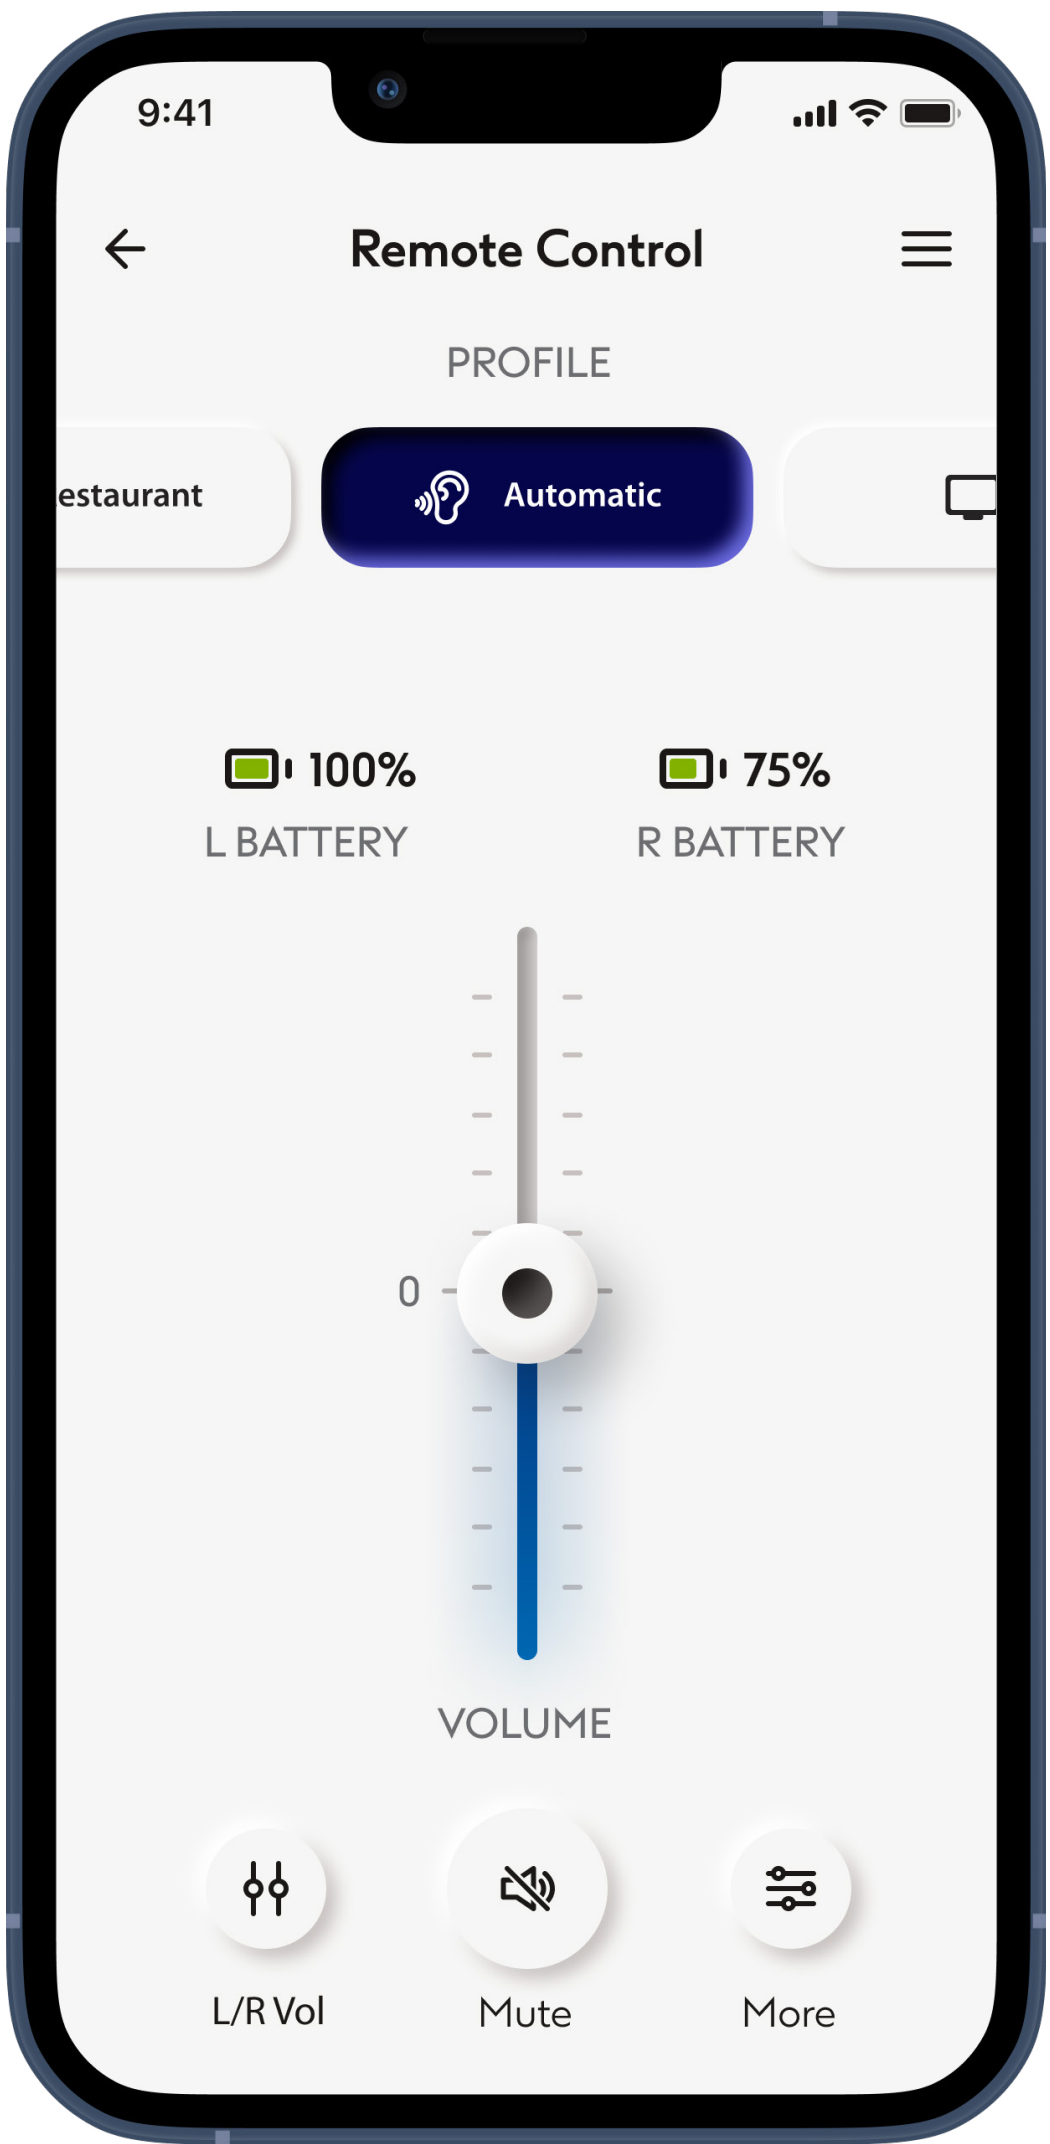 9:41
Remote Control
PROFILE
estaurant
Automatic
100%
75%
L BATTERY
R BATTERY
0
VOLUME
L/R Vol
Mute
More